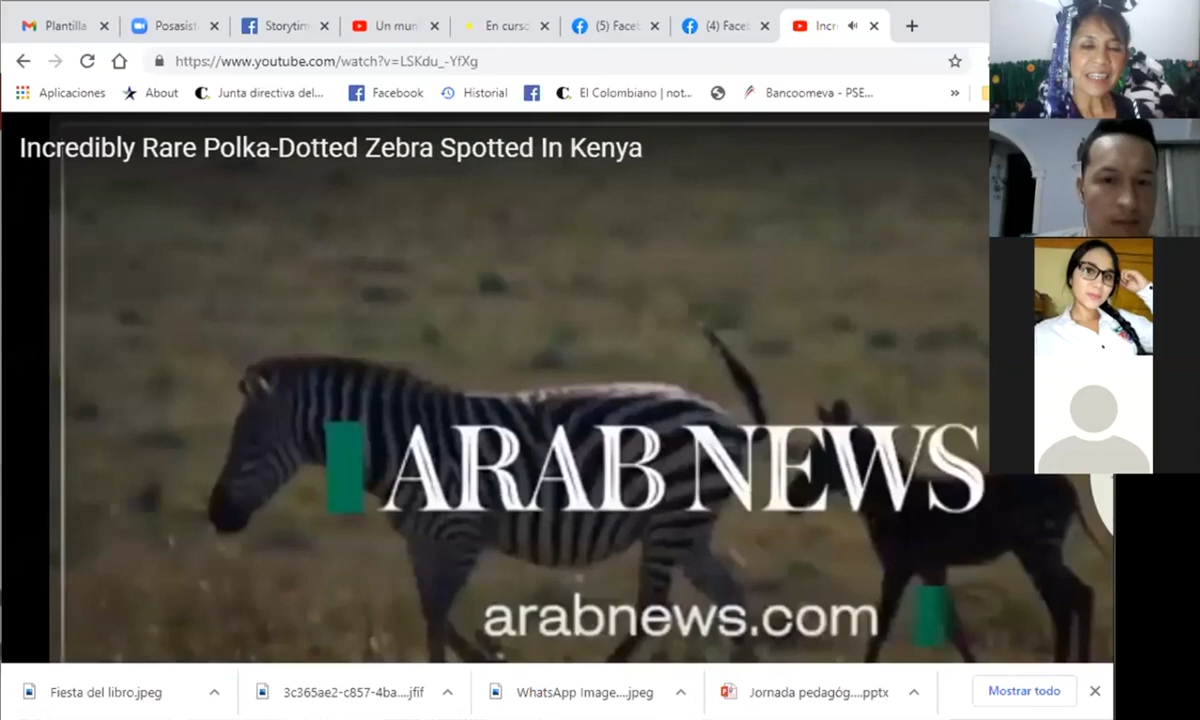 Plantilla
Posasist
Storytim
Un mun
En curso
(5) Faceb
(4) Faceb
Incr
https://www.youtube.com/watch?v=LSKdu_-YfXg
Aplicaciones
About
Junta directiva del...
Facebook
Historial
El Colombiano | not...
Bancoomeva - PSE...
Incredibly Rare Polka-Dotted Zebra Spotted In Kenya
ARAB NEWS
arabnews.com
Fiesta del libro.jpeg
3c365ae2-c857-4ba....jfif
WhatsApp Image....jpeg
Jornada pedagóg....pptx
Mostrar todo